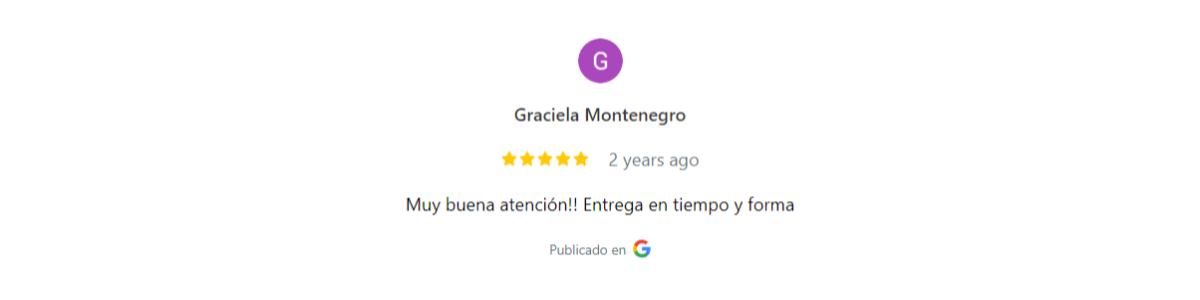 G
Graciela Montenegro
2 years ago
Muy buena atención!! Entrega en tiempo y forma
Publicado en G